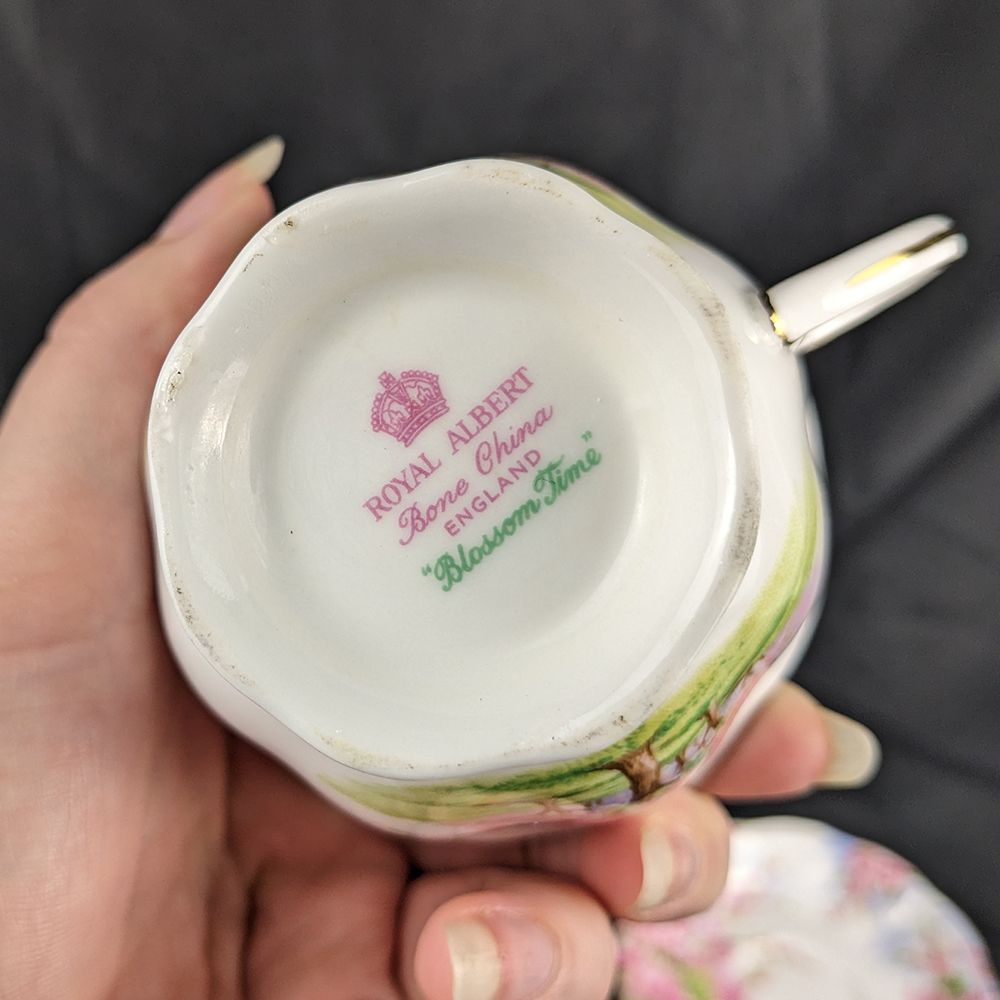 ROYAL ALBERT
Bone China
ENGLAND
"Blossom Time"